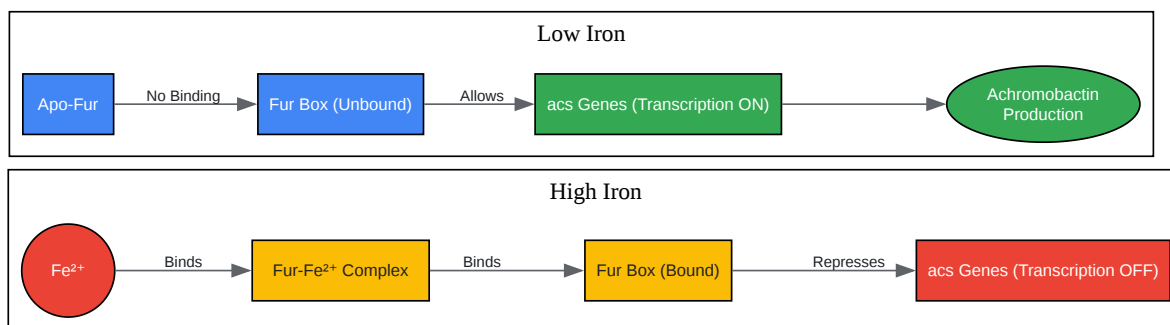 Low Iron
Apo-Fur
No Binding
Fur Box (Unbound)
Allows
acs Genes (Transcription ON)
Achromobactin
Production
High Iron
Fe²⁺
Binds
Fur-Fe²⁺ Complex
Binds
Fur Box (Bound)
Represses
acs Genes (Transcription OFF)